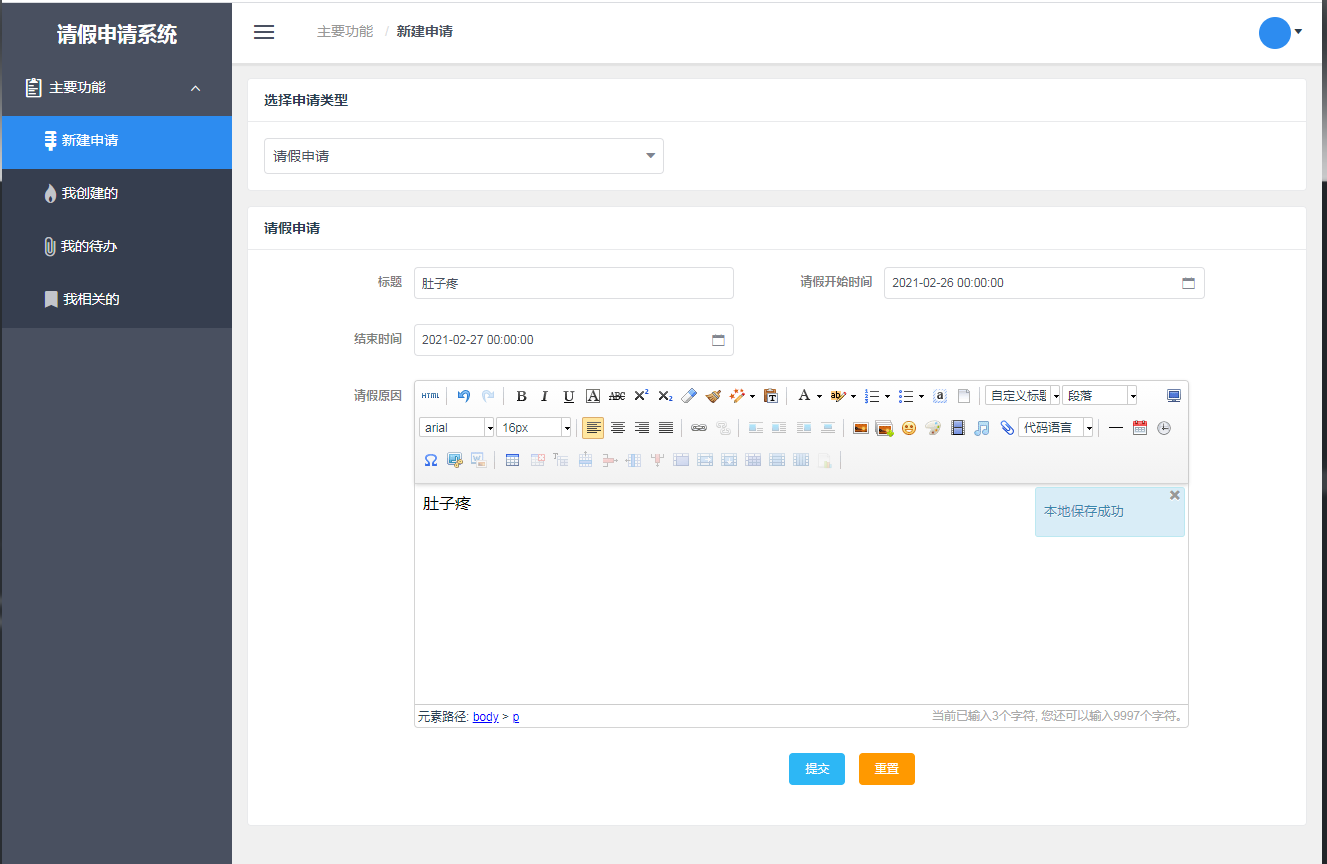 请假申请系统
主要功能 / 新建申请
主要功能
新建申请
我创建的
我的待办
我相关的
选择申请类型
请假申请
请假申请
标题 肚子疼
请假开始时间 2021-02-26 00:00:00
结束时间 2021-02-27 00:00:00
请假原因
HTML B I U A ABC X² X₂ T A ab a 自定义标题 段落
arial 16px 代码语言
Ω
肚子疼
本地保存成功
元素路径: body > p
当前已输入3个字符, 您还可以输入9997个字符。
提交 重置